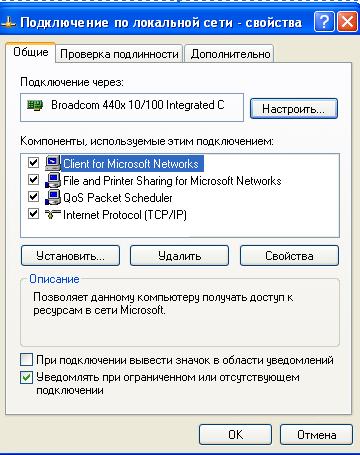 Подключение по локальной сети - свойства
Общие Проверка подлинности Дополнительно
Подключение через:
Broadcom 440x 10/100 Integrated C
Настроить...
Компоненты, используемые этим подключением:
Client for Microsoft Networks
File and Printer Sharing for Microsoft Networks
QoS Packet Scheduler
Internet Protocol (TCP/IP)
Установить... Удалить Свойства
Описание
Позволяет данному компьютеру получать доступ к
ресурсам в сети Microsoft.
При подключении вывести значок в области уведомлений
Уведомлять при ограниченном или отсутствующем
подключении
OK Отмена